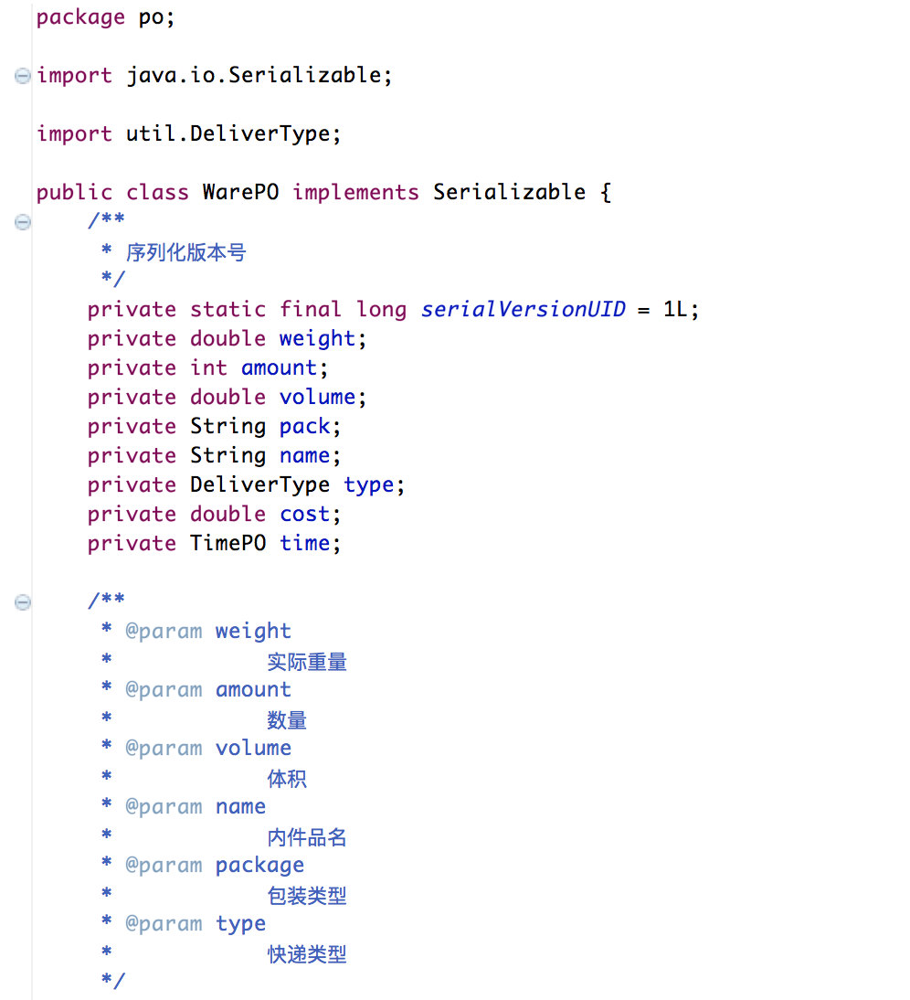 package po;
import java.io.Serializable;
import util.DeliverType;
public class WarePO implements Serializable {
/**
* 序列化版本号
*/
private static final long serialVersionUID = 1L;
private double weight;
private int amount;
private double volume;
private String pack;
private String name;
private DeliverType type;
private double cost;
private TimePO time;
/**
* @param weight
* 实际重量
* @param amount
* 数量
* @param volume
* 体积
* @param name
* 内件品名
* @param package
* 包装类型
* @param type
* 快递类型
*/